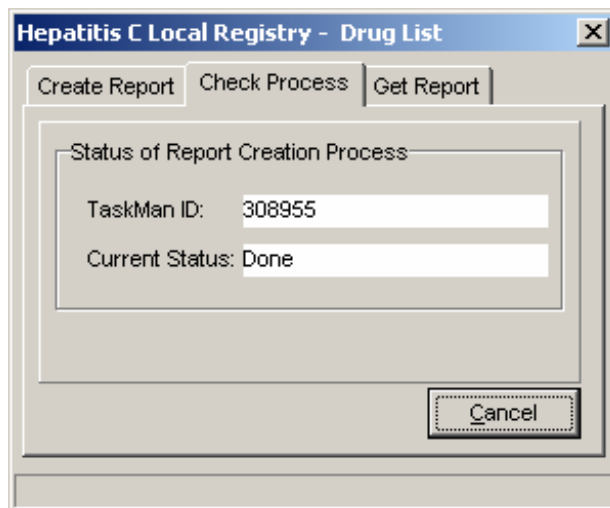 Hepatitis C Local Registry - Drug List
Create Report Check Process Get Report
Status of Report Creation Process
TaskMan ID: 308955
Current Status: Done
Cancel